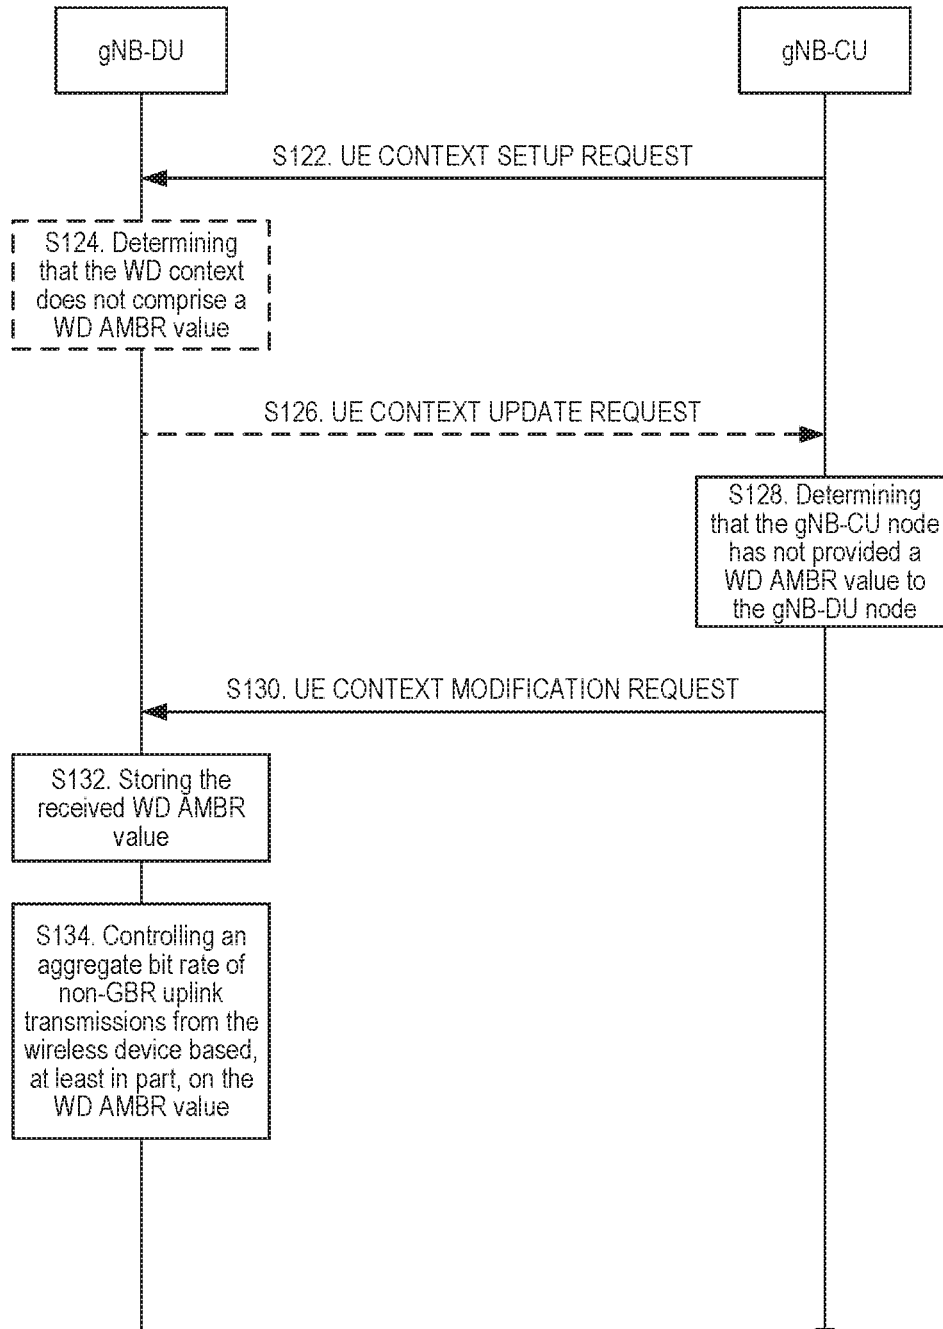 gNB-DU
gNB-CU
S122. UE CONTEXT SETUP REQUEST
S124. Determining
that the WD context
does not comprise a
WD AMBR value
S126. UE CONTEXT UPDATE REQUEST
S128. Determining
that the gNB-CU node
has not provided a
WD AMBR value to
the gNB-DU node
S130. UE CONTEXT MODIFICATION REQUEST
S132. Storing the
received WD AMBR
value
S134. Controlling an
aggregate bit rate of
non-GBR uplink
transmissions from the
wireless device based,
at least in part, on the
WD AMBR value